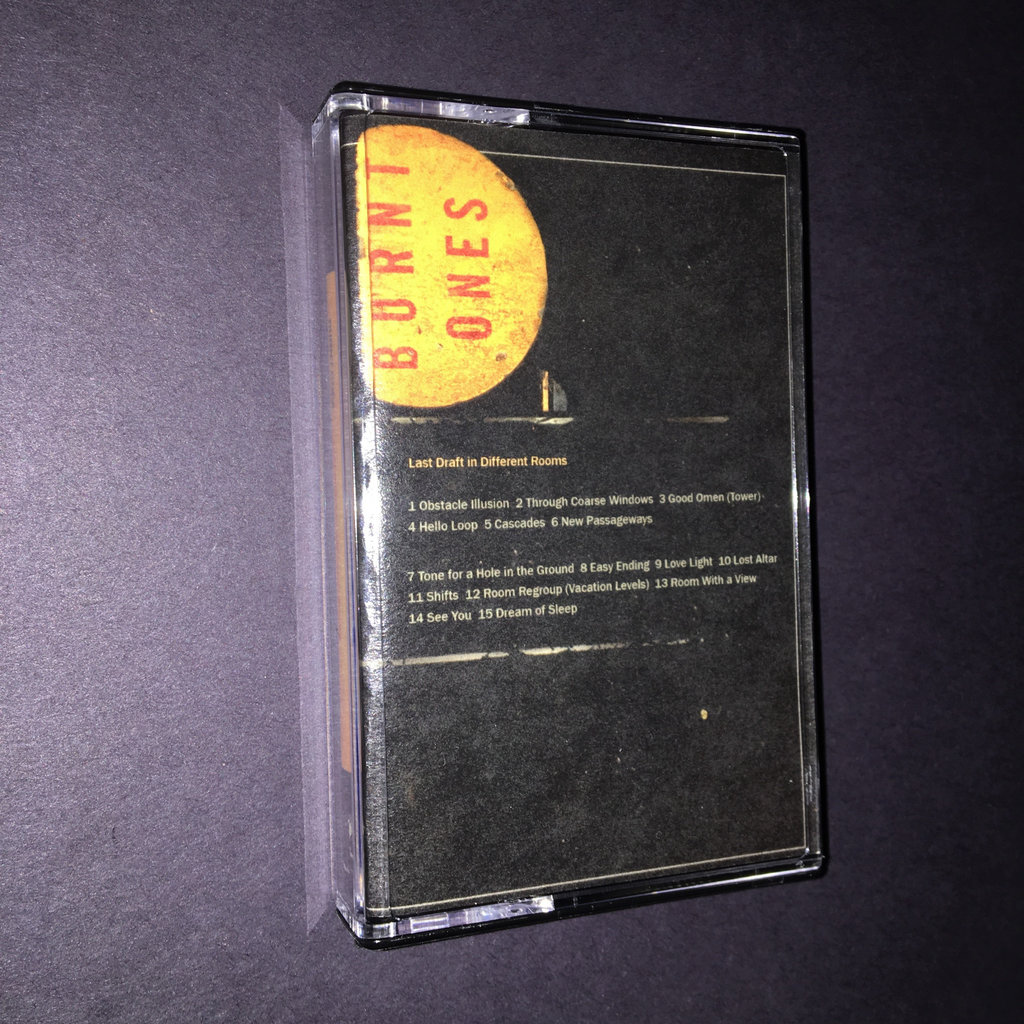 BURNT
ONES
Last Draft in Different Rooms
1 Obstacle Illusion 2 Through Coarse Windows 3 Good Omen (Tower)
4 Hello Loop 5 Cascades 6 New Passageways
7 Tone for a Hole in the Ground 8 Easy Ending 9 Love Light 10 Lost Altar
11 Shifts 12 Room Regroup (Vacation Levels) 13 Room With a View
14 See You 15 Dream of Sleep